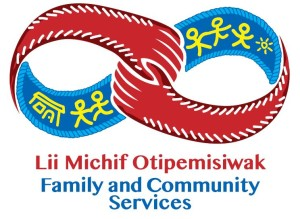 Lii Michif Otipemisiwak
Family and Community
Services